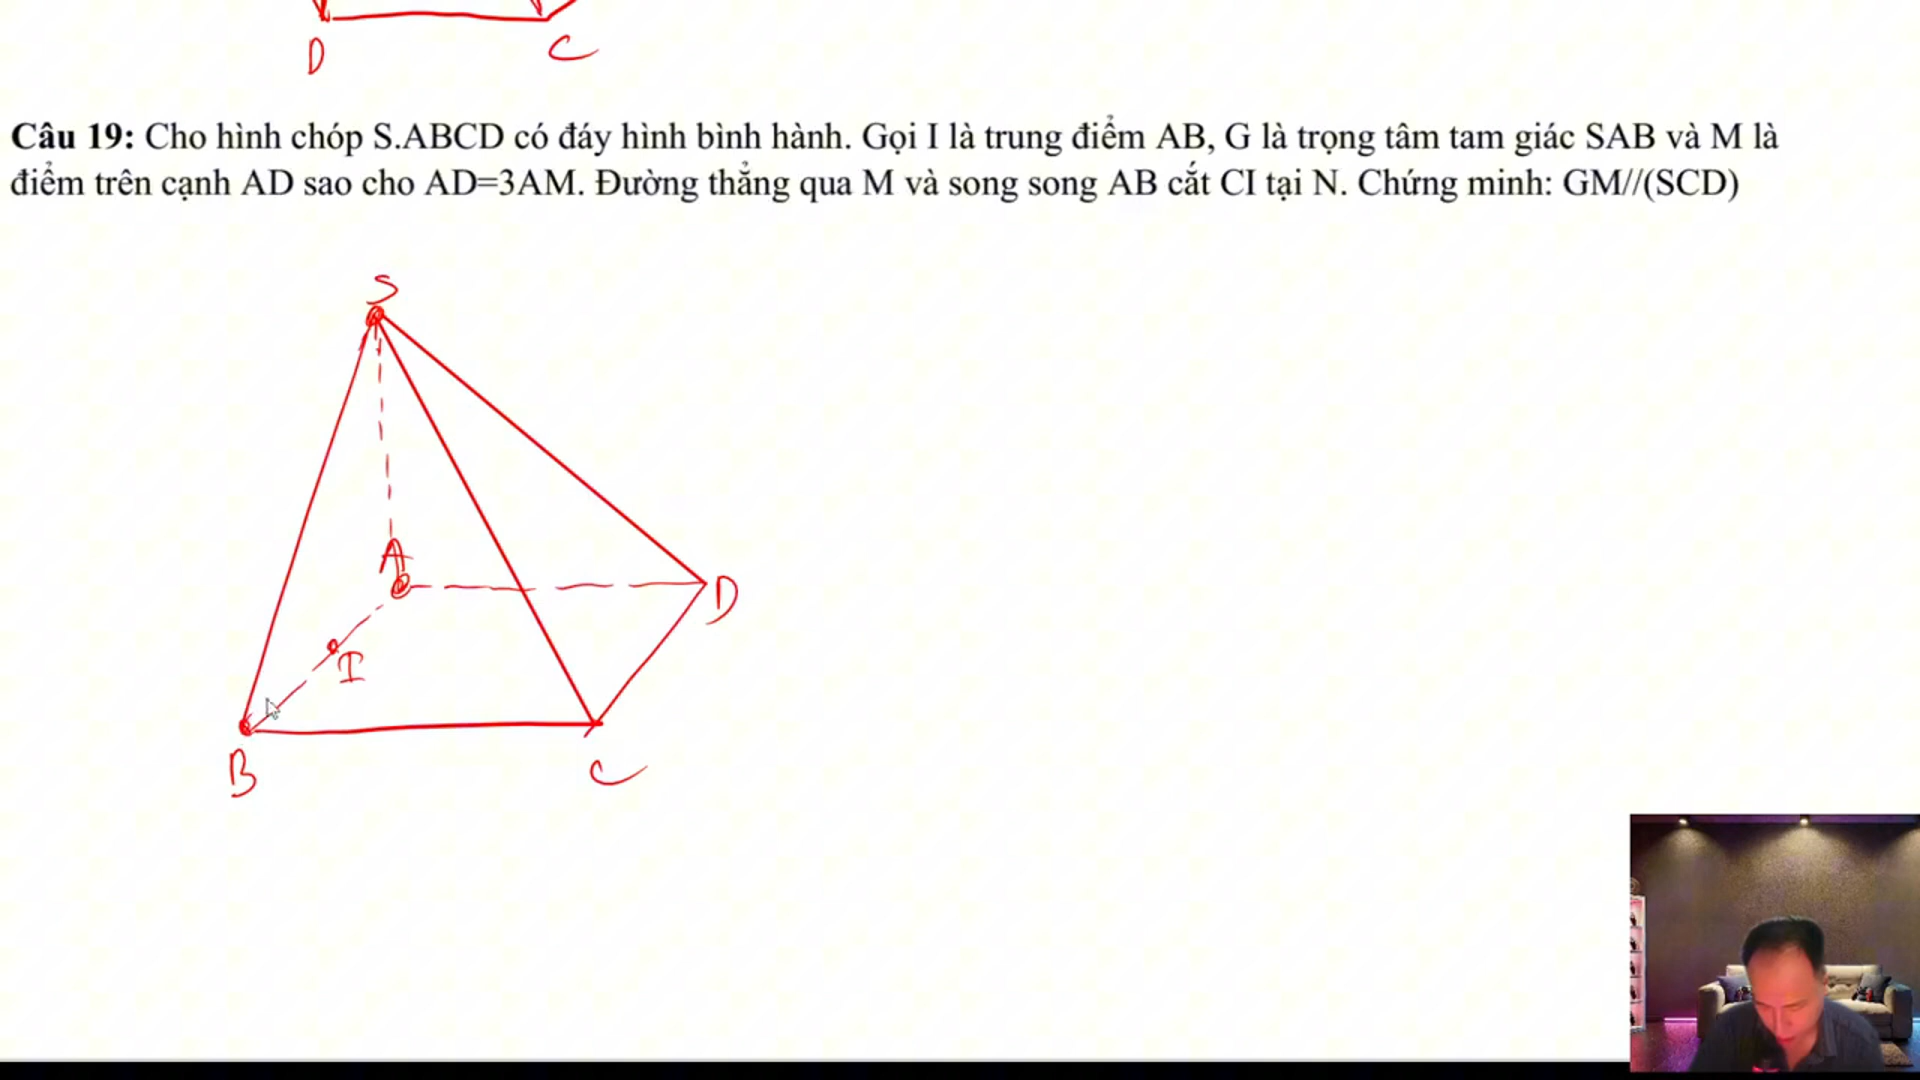 D
C
Câu 19: Cho hình chóp S.ABCD có đáy hình bình hành. Gọi I là trung điểm AB, G là trọng tâm tam giác SAB và M là
điểm trên cạnh AD sao cho AD=3AM. Đường thẳng qua M và song song AB cắt CI tại N. Chứng minh: GM//(SCD)
S
A
D
I
B
C